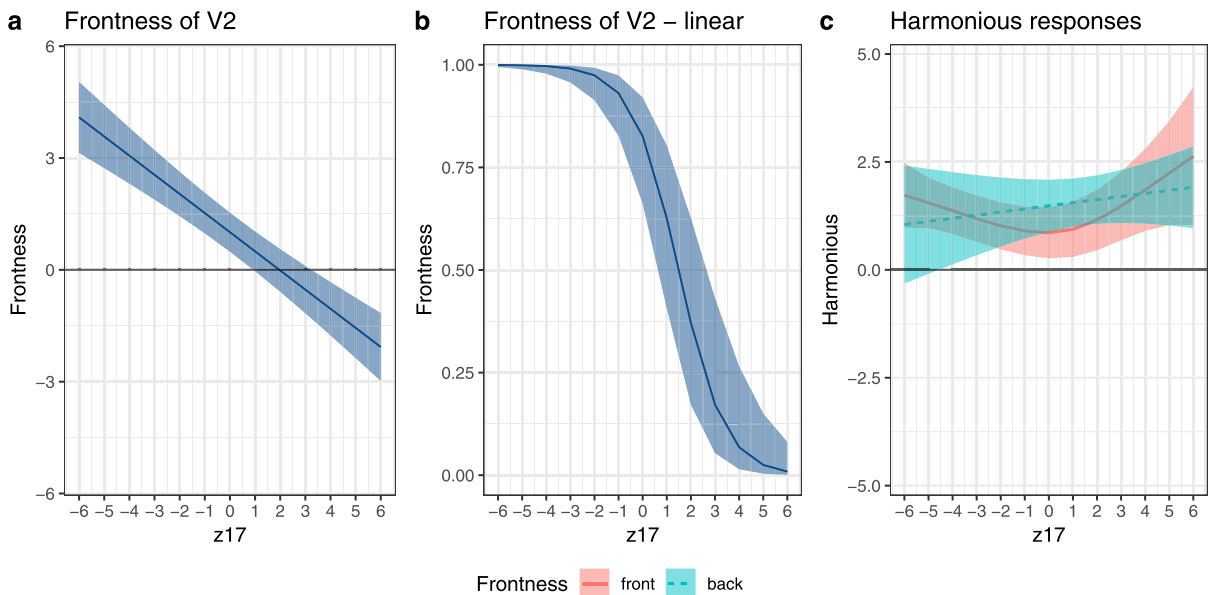 a Frontness of V2
6
3
0
−3
−6
Frontness
−6 −5 −4 −3 −2 −1 0 1 2 3 4 5 6
z17
b Frontness of V2 − linear
1.00
0.75
0.50
0.25
0.00
Frontness
−6 −5 −4 −3 −2 −1 0 1 2 3 4 5 6
z17
c Harmonious responses
5.0
2.5
0.0
−2.5
−5.0
Harmonious
−6 −5 −4 −3 −2 −1 0 1 2 3 4 5 6
z17
Frontness front back